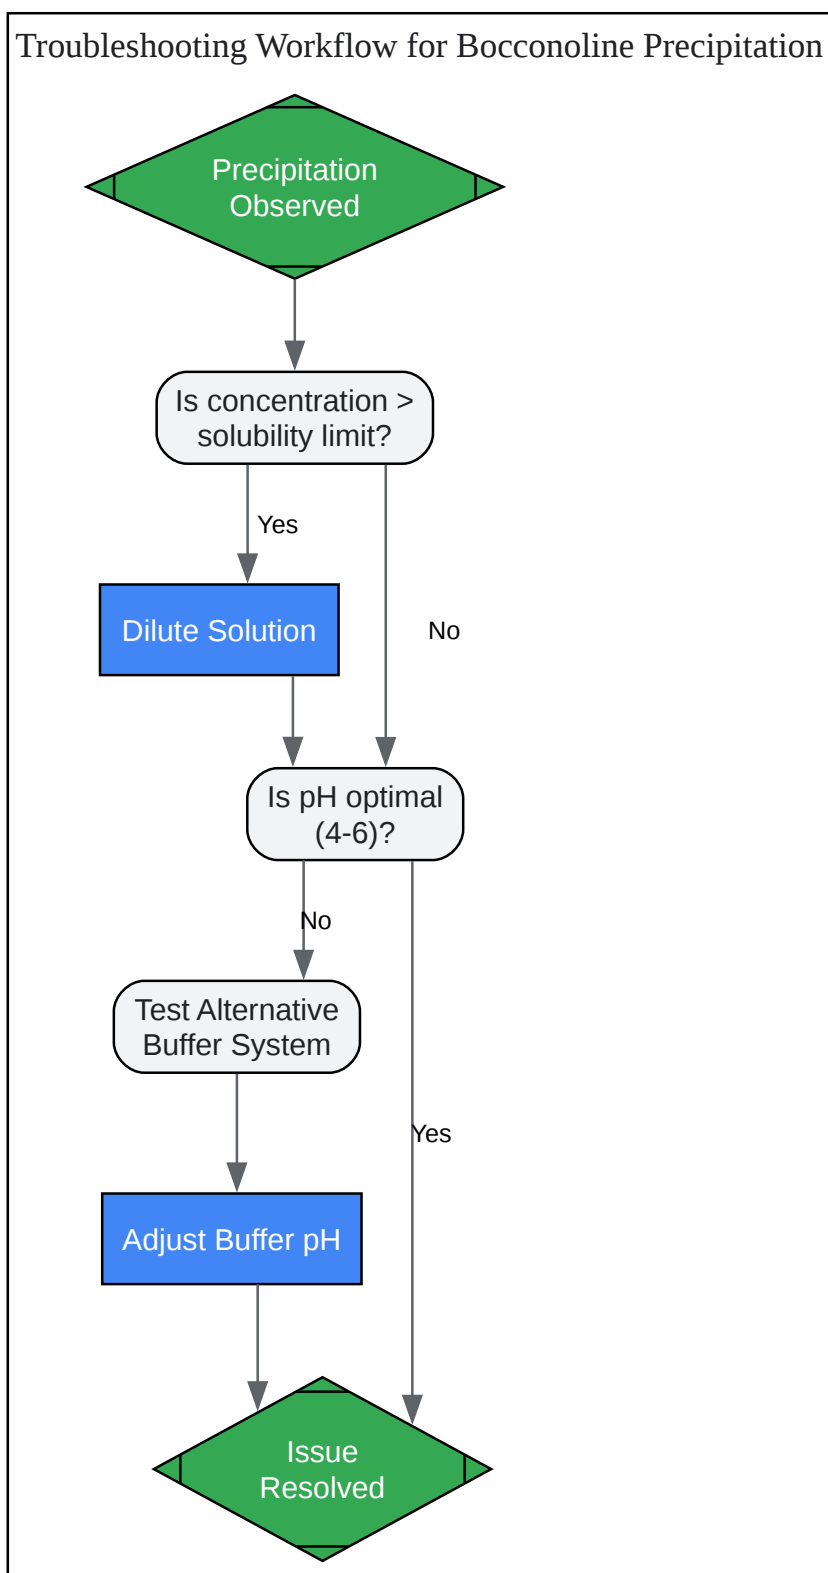 Troubleshooting Workflow for Bocconoline Precipitation
Precipitation
Observed
Is concentration >
solubility limit?
Yes
Dilute Solution
No
Is pH optimal
(4-6)?
No
Test Alternative
Buffer System
Yes
Adjust Buffer pH
Issue
Resolved